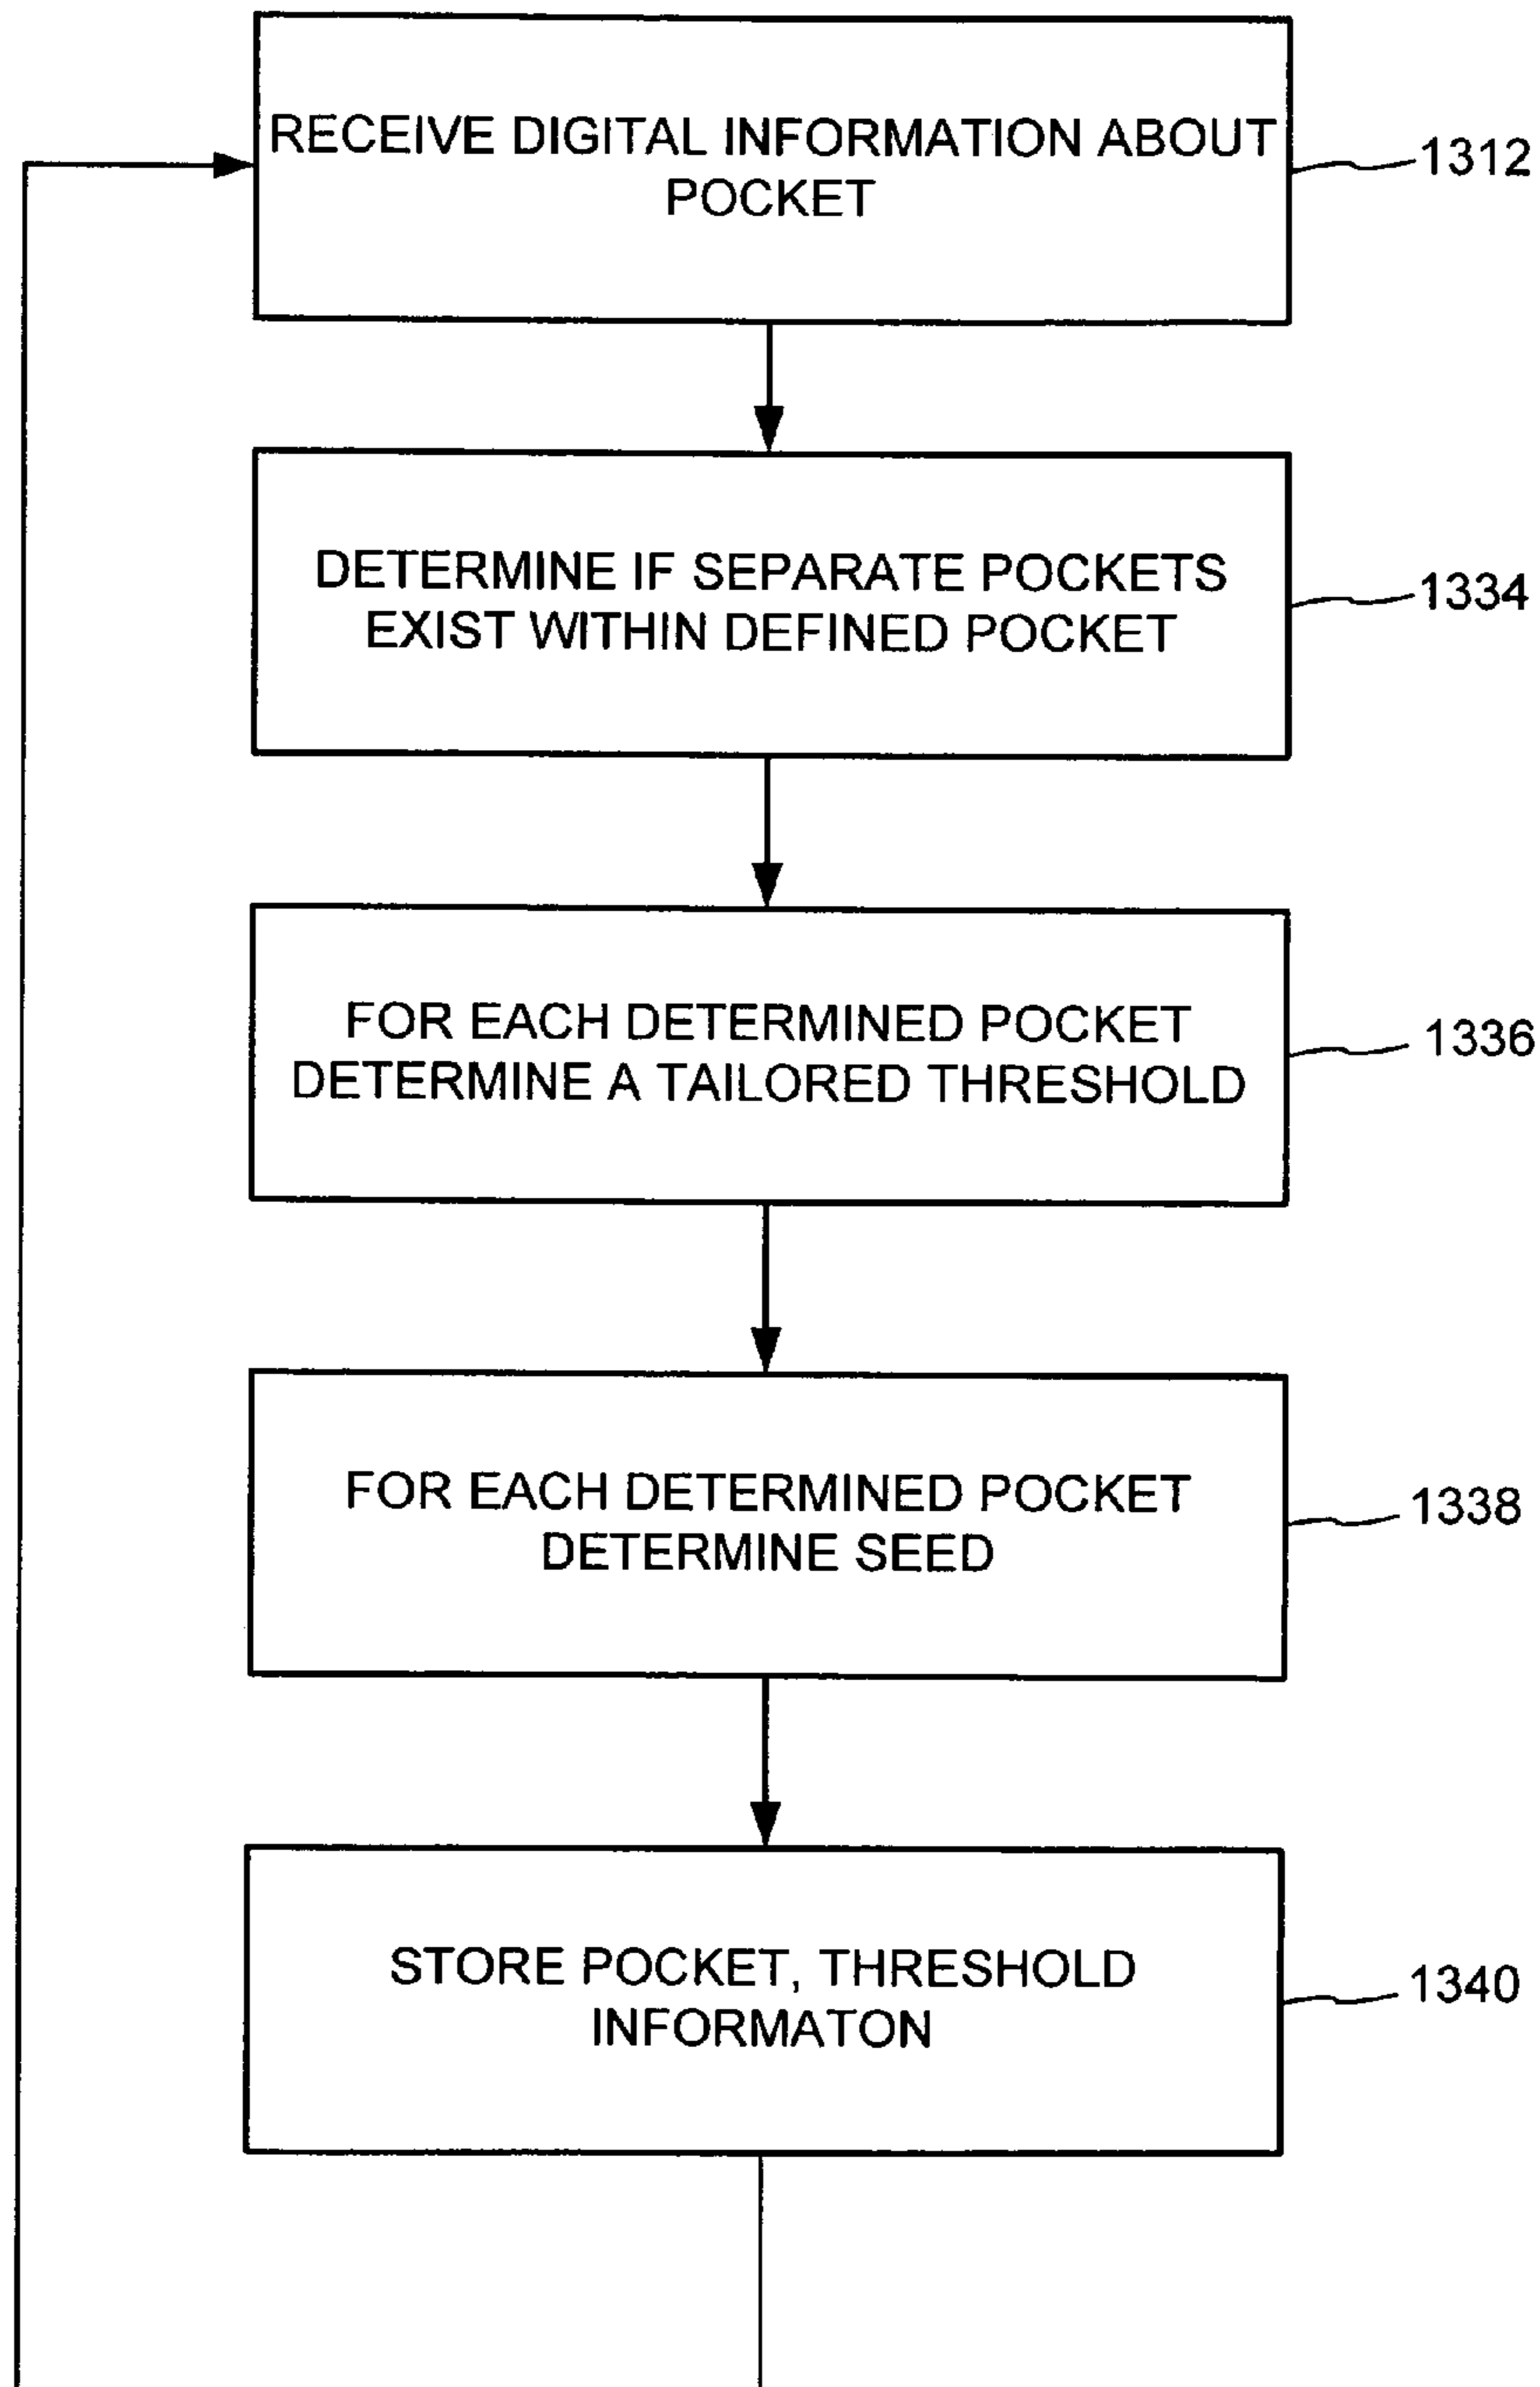 RECEIVE DIGITAL INFORMATION ABOUT
POCKET
1312
DETERMINE IF SEPARATE POCKETS
EXIST WITHIN DEFINED POCKET
1334
FOR EACH DETERMINED POCKET
DETERMINE A TAILORED THRESHOLD
1336
FOR EACH DETERMINED POCKET
DETERMINE SEED
1338
STORE POCKET, THRESHOLD
INFORMATON
1340